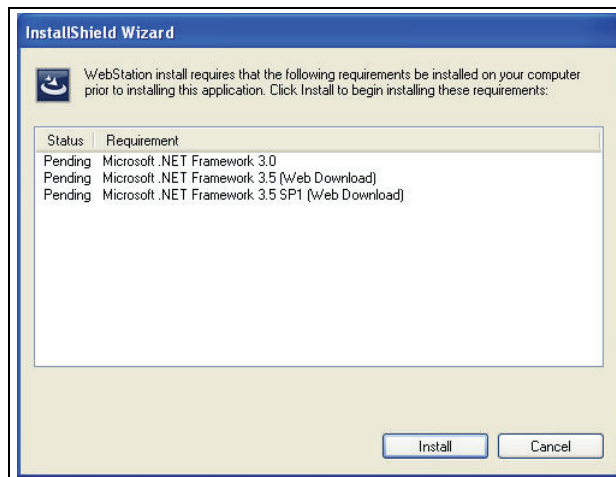 InstallShield Wizard
WebStation install requires that the following requirements be installed on your computer
prior to installing this application. Click Install to begin installing these requirements:
Status Requirement
Pending Microsoft .NET Framework 3.0
Pending Microsoft .NET Framework 3.5 (Web Download)
Pending Microsoft .NET Framework 3.5 SP1 (Web Download)
Install Cancel